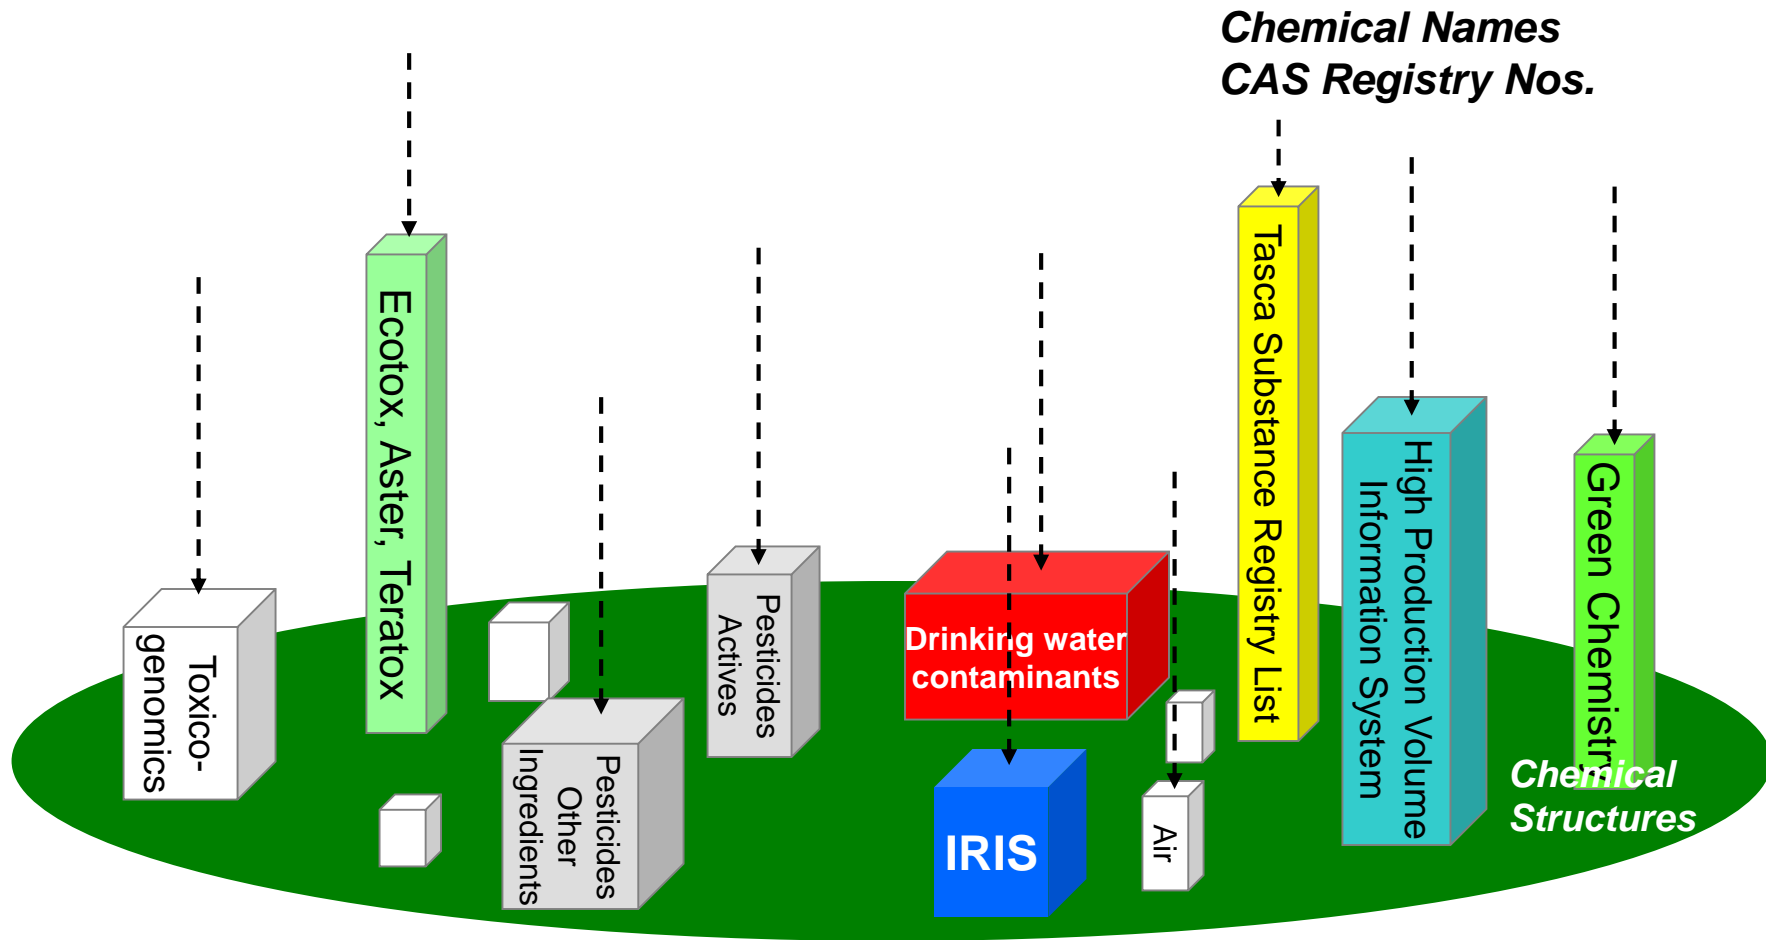 Chemical Names
CAS Registry Nos.
Toxico-
genomics
Ecotox, Aster, Teratox
Pesticides
Other
Ingredients
Pesticides
Actives
Drinking water
contaminants
IRIS
Air
Tasca Substance Registry List
High Production Volume
Information System
Green Chemistry
Chemical
Structures